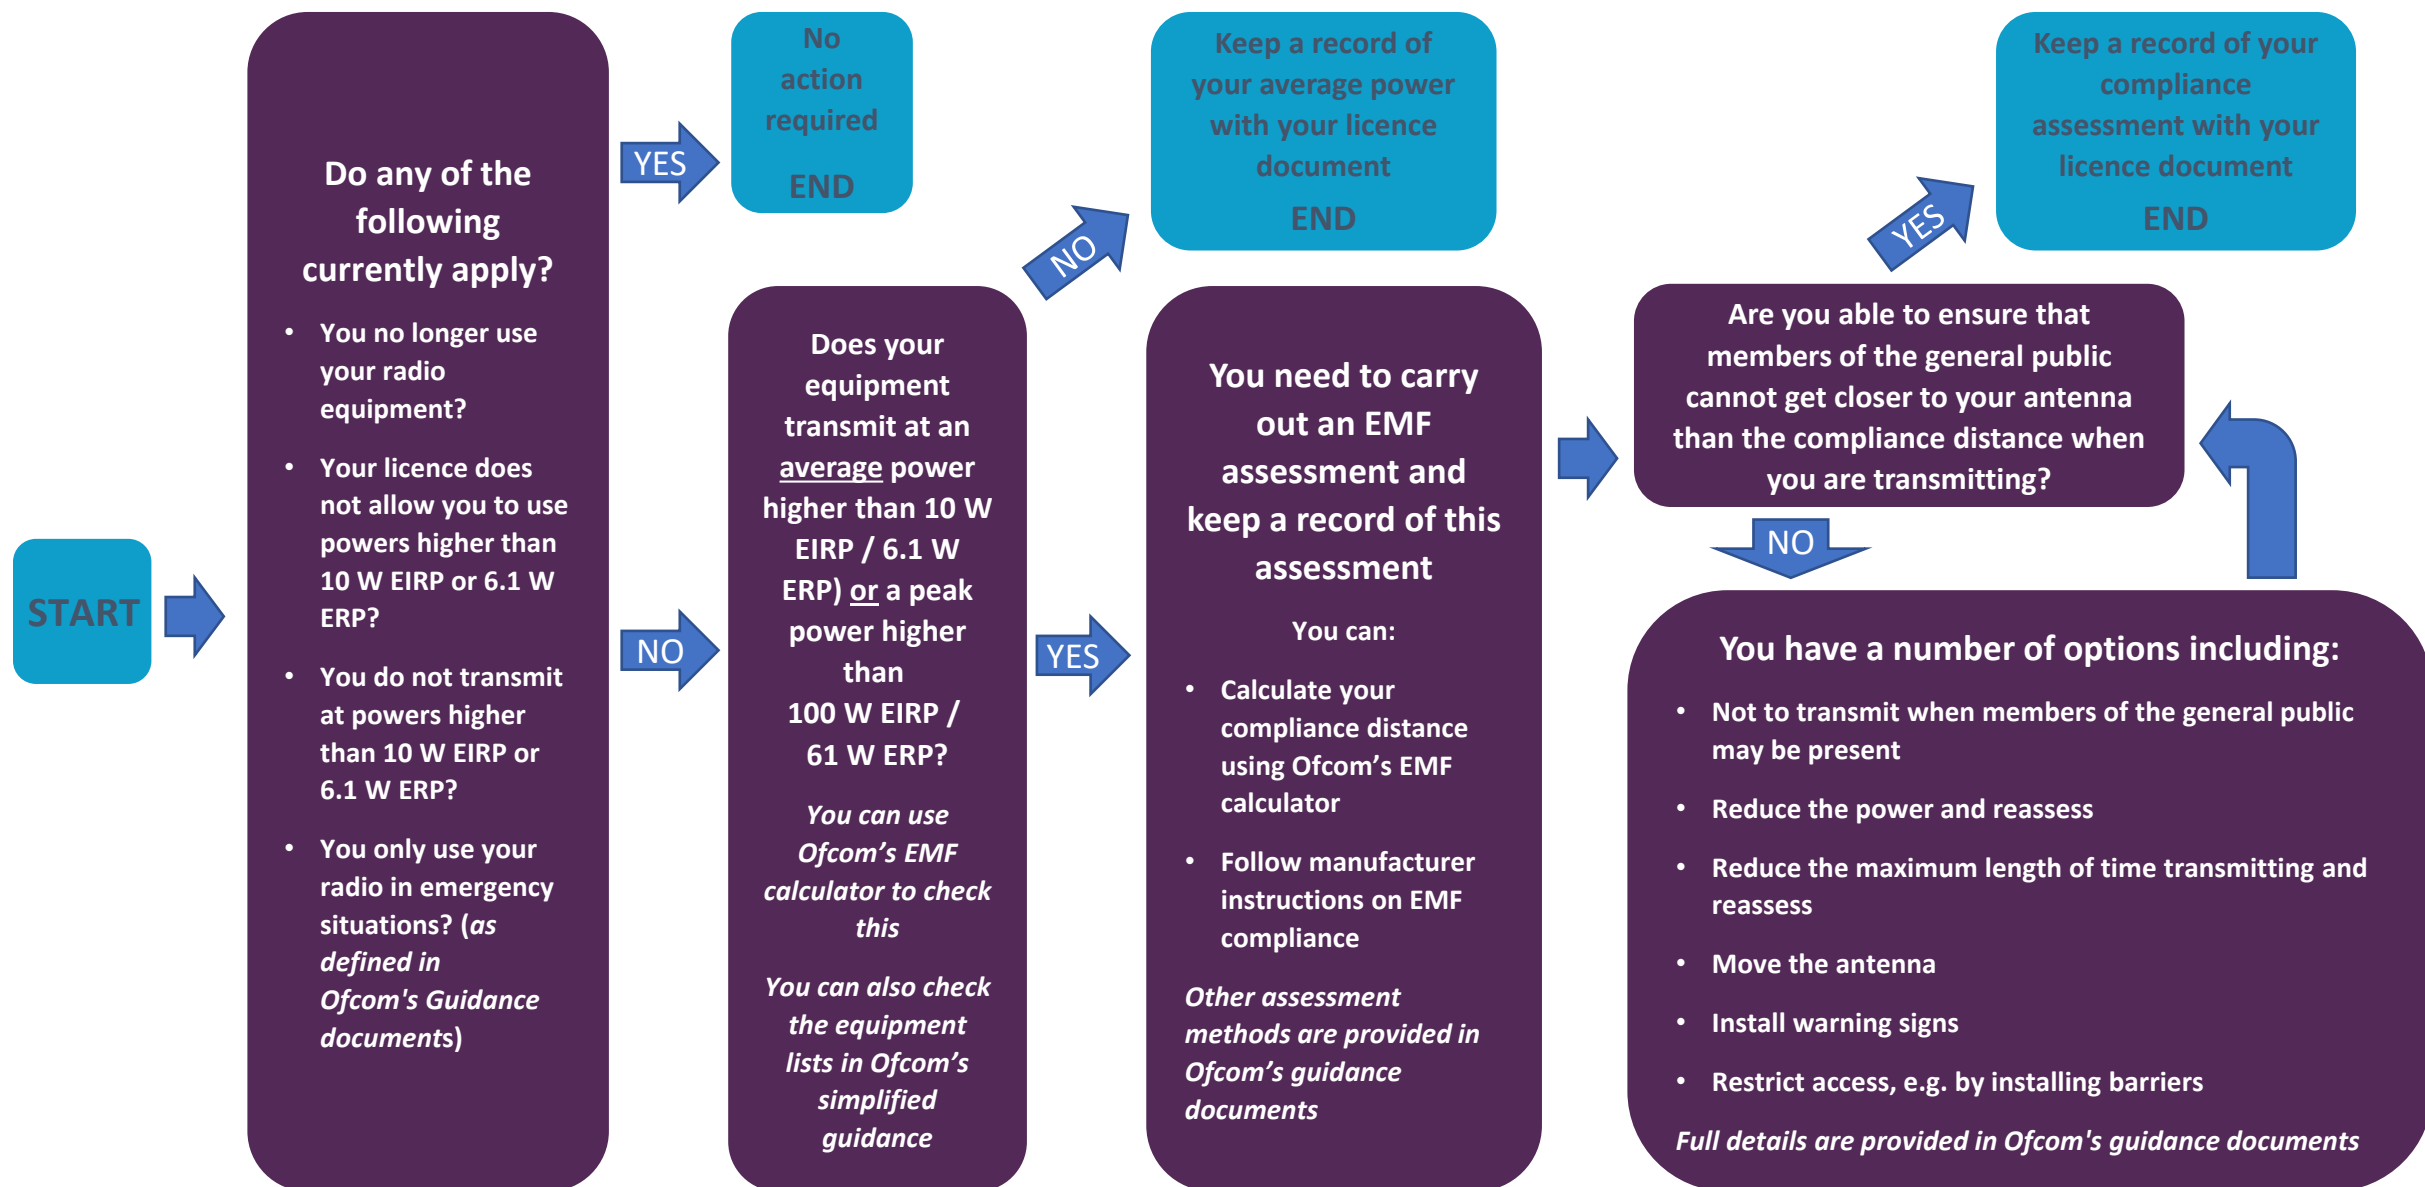 START
Do any of the
following
currently apply?
• You no longer use
your radio
equipment?
• Your licence does
not allow you to use
powers higher than
10 W EIRP or 6.1 W
ERP?
• You do not transmit
at powers higher
than 10 W EIRP or
6.1 W ERP?
• You only use your
radio in emergency
situations? (as
defined in
Ofcom's Guidance
documents)
YES
No
action
required
END
NO
Does your
equipment
transmit at an
average power
higher than 10 W
EIRP / 6.1 W
ERP) or a peak
power higher
than
100 W EIRP /
61 W ERP?
You can use
Ofcom’s EMF
calculator to check
this
You can also check
the equipment
lists in Ofcom’s
simplified
guidance
NO
Keep a record of
your average power
with your licence
document
END
YES
You need to carry
out an EMF
assessment and
keep a record of this
assessment
You can:
• Calculate your
compliance distance
using Ofcom’s EMF
calculator
• Follow manufacturer
instructions on EMF
compliance
Other assessment
methods are provided in
Ofcom’s guidance
documents
Are you able to ensure that
members of the general public
cannot get closer to your antenna
than the compliance distance when
you are transmitting?
YES
Keep a record of your
compliance
assessment with your
licence document
END
NO
You have a number of options including:
• Not to transmit when members of the general public
may be present
• Reduce the power and reassess
• Reduce the maximum length of time transmitting and
reassess
• Move the antenna
• Install warning signs
• Restrict access, e.g. by installing barriers
Full details are provided in Ofcom's guidance documents